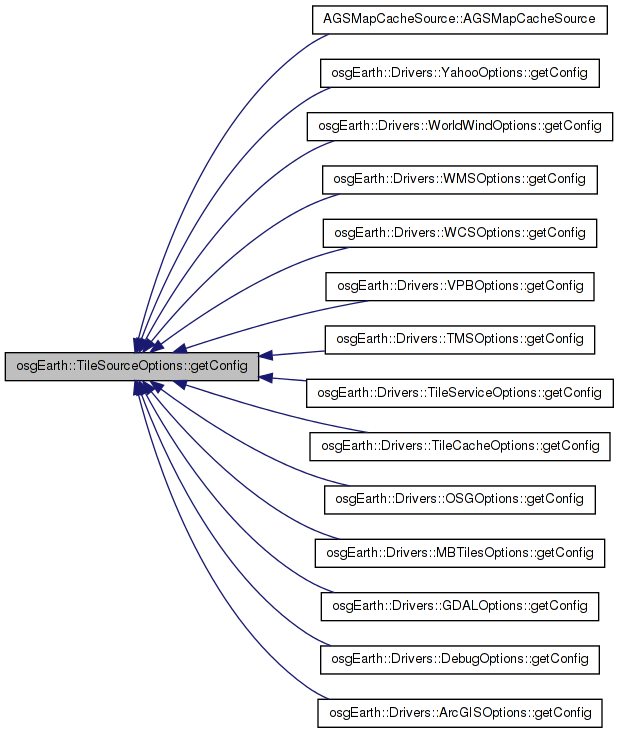 AGSMapCacheSource::AGSMapCacheSource
osgEarth::Drivers::YahooOptions::getConfig
osgEarth::Drivers::WorldWindOptions::getConfig
osgEarth::Drivers::WMSOptions::getConfig
osgEarth::Drivers::WCSOptions::getConfig
osgEarth::Drivers::VPBOptions::getConfig
osgEarth::Drivers::TMSOptions::getConfig
osgEarth::TileSourceOptions::getConfig
osgEarth::Drivers::TileServiceOptions::getConfig
osgEarth::Drivers::TileCacheOptions::getConfig
osgEarth::Drivers::OSGOptions::getConfig
osgEarth::Drivers::MBTilesOptions::getConfig
osgEarth::Drivers::GDALOptions::getConfig
osgEarth::Drivers::DebugOptions::getConfig
osgEarth::Drivers::ArcGISOptions::getConfig